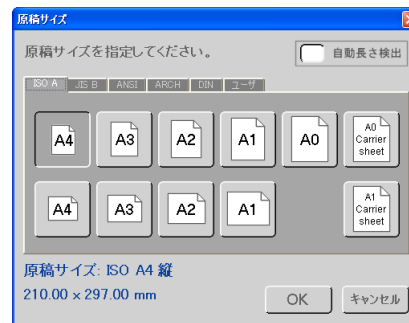 原稿サイズ
原稿サイズを指定してください。
自動長さ検出
ISO A JIS B ANSI ARCH DIN ユーザ
A4 A3 A2 A1 A0 A0 Carrier sheet
A4 A3 A2 A1 A1 Carrier sheet
原稿サイズ: ISO A4 縦
210.00 x 297.00 mm
OK キャンセル